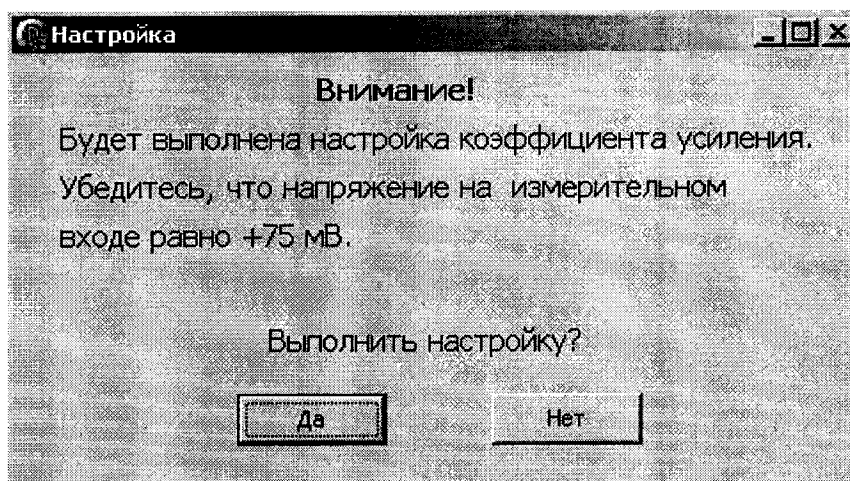 Настройка
Внимание!
Будет выполнена настройка коэффициента усиления.
Убедитесь, что напряжение на измерительном
входе равно +75 мВ.
Выполнить настройку?
Да
Нет